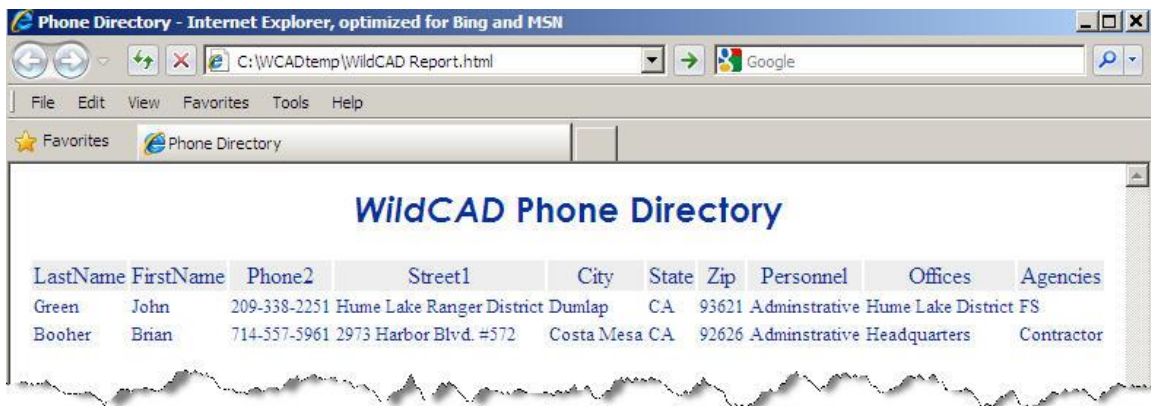 Phone Directory - Internet Explorer, optimized for Bing and MSN
C:\WCADtemp\WildCAD Report.html Google
File Edit View Favorites Tools Help
Favorites Phone Directory
WildCAD Phone Directory
LastName FirstName Phone2 Street1 City State Zip Personnel Offices Agencies
Green John 209-338-2251 Hume Lake Ranger District Dumlap CA 93621 Adminstrative Hume Lake District FS
Booher Brian 714-557-5961 2973 Harbor Blvd. #572 Costa Mesa CA 92626 Adminstrative Headquarters Contractor